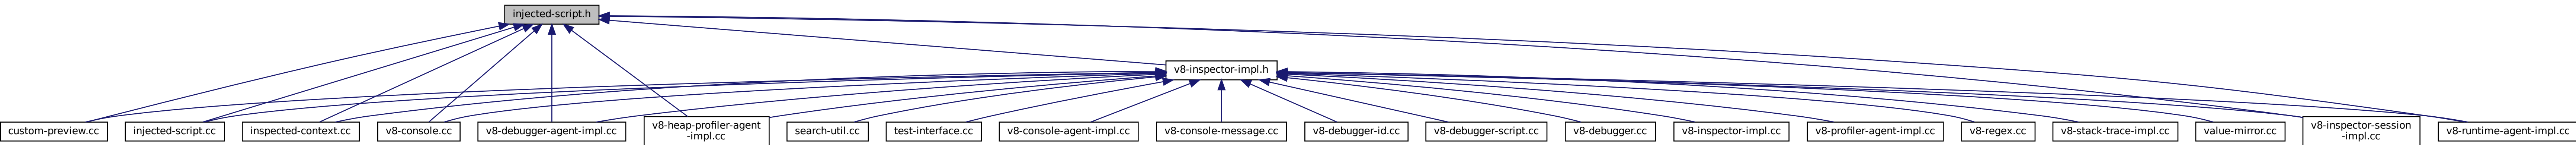 injected-script.h
v8-inspector-impl.h
custom-preview.cc
injected-script.cc
inspected-context.cc
v8-console.cc
v8-debugger-agent-impl.cc
v8-heap-profiler-agent
-impl.cc
search-util.cc
test-interface.cc
v8-console-agent-impl.cc
v8-console-message.cc
v8-debugger-id.cc
v8-debugger-script.cc
v8-debugger.cc
v8-inspector-impl.cc
v8-profiler-agent-impl.cc
v8-regex.cc
v8-stack-trace-impl.cc
value-mirror.cc
v8-inspector-session
-impl.cc
v8-runtime-agent-impl.cc